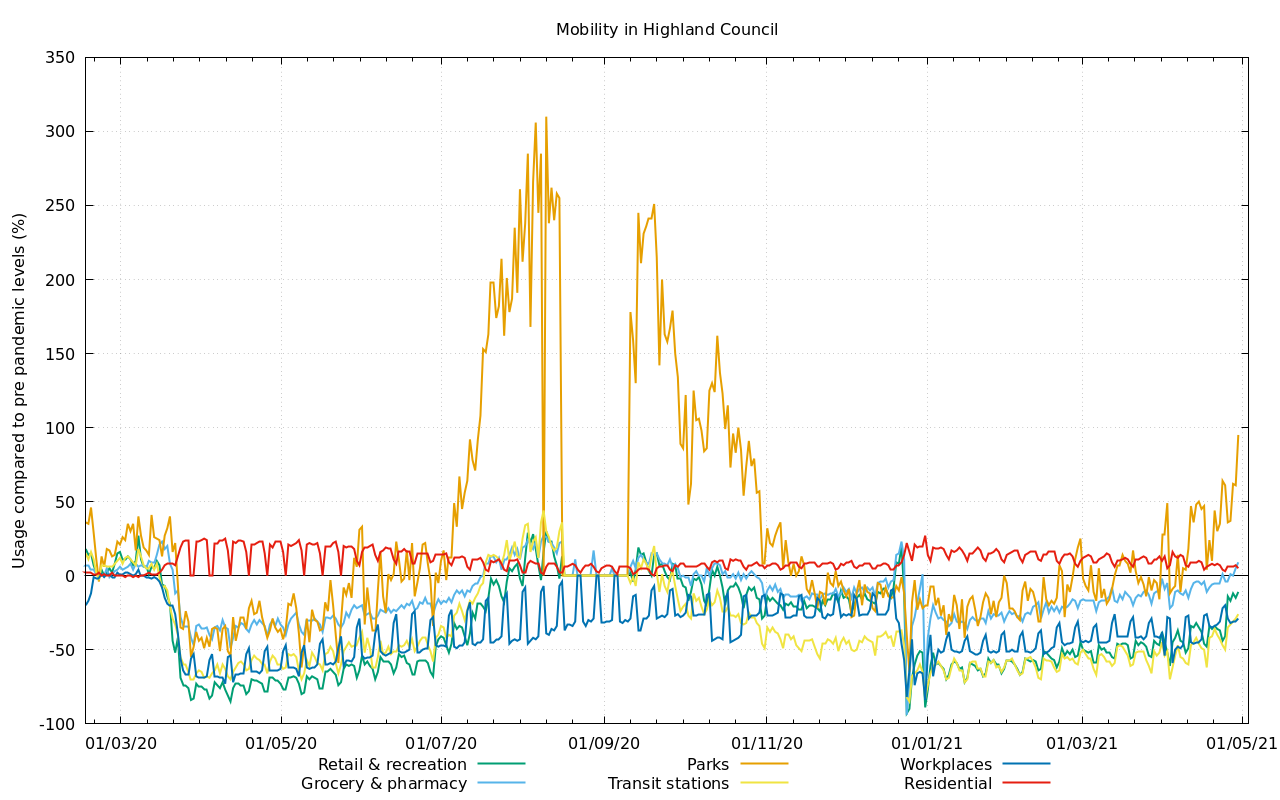 Mobility in Highland Council
Usage compared to pre pandemic levels (%)
350
300
250
200
150
100
50
0
-50
-100
01/03/20 01/05/20 01/07/20 01/09/20 01/11/20 01/01/21 01/03/21 01/05/21
Retail & recreation Parks Workplaces
Grocery & pharmacy Transit stations Residential